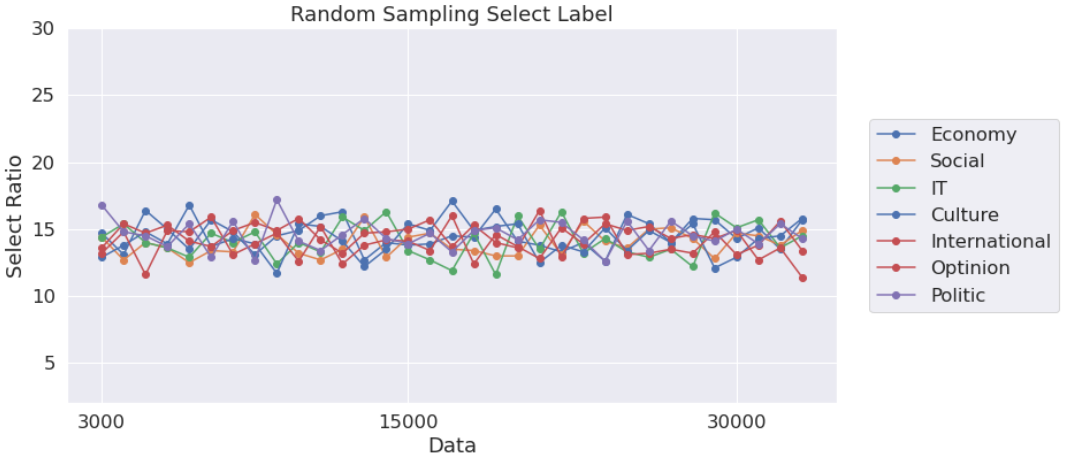 Random Sampling Select Label
30
25
20
15
10
5
Select Ratio
3000
15000
30000
Data
Economy
Social
IT
Culture
International
Optinion
Politic